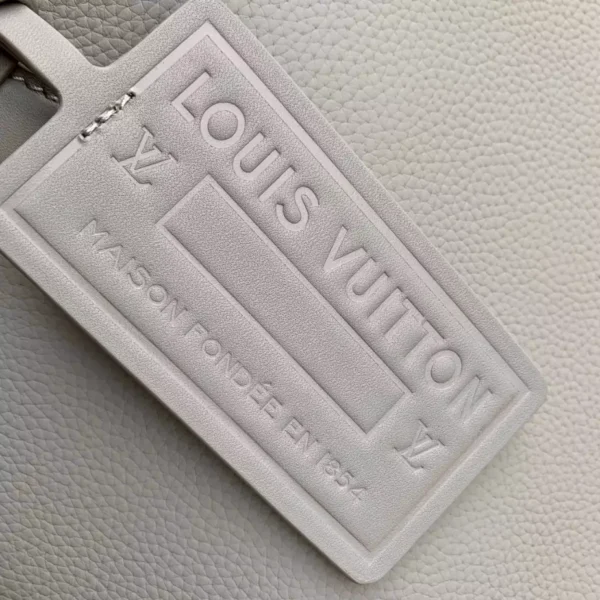 LOUIS VUITTON
LV
LV
MAISON FONDÉE EN 1854